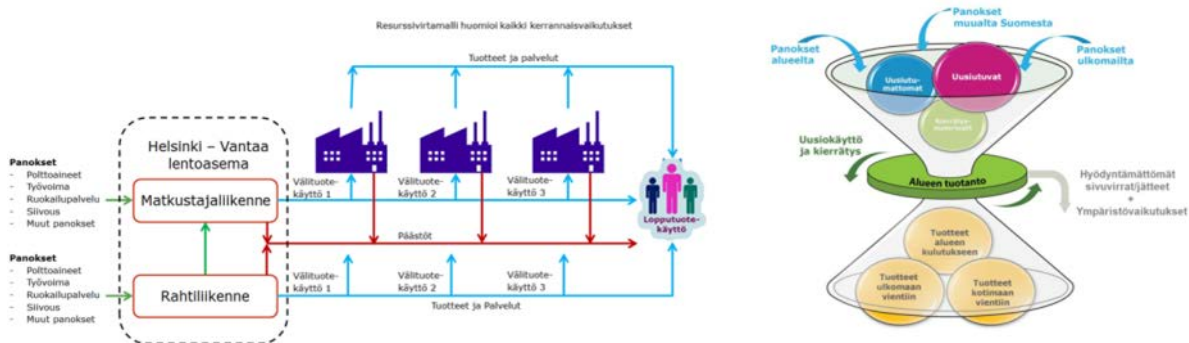 Resurssivirtamalli huomioi kaikki kerrannaisvaikutukset
Tuotteet ja palvelut
Helsinki – Vantaa
lentoasema
Panokset
- Polttoaineet
- Työvoima
- Ruokailupalvelu
- Siivous
- Muut panokset
Matkustajaliikenne
Välituote-
käyttö 1
Välituote-
käyttö 2
Välituote-
käyttö 3
Lopputuote-
käyttö
Päästöt
Panokset
- Polttoaineet
- Työvoima
- Ruokailupalvelu
- Siivous
- Muut panokset
Rahtiliikenne
Välituote-
käyttö 1
Välituote-
käyttö 2
Välituote-
käyttö 3
Tuotteet ja Palvelut
Panokset
muualta Suomesta
Panokset
alueelta
Panokset
ulkomailta
Uusiutu-
mattomat
Uusiutuvat
Uusiokäyttö
ja kierrätys
Alueen tuotanto
Hyödyntämättömät
sivuvirrat/jätteet
+
Ympäristövaikutukset
Tuotteet
alueen
kulutukseen
Tuotteet
ulkomaan
vientiin
Tuotteet
kotimaan
vientiin